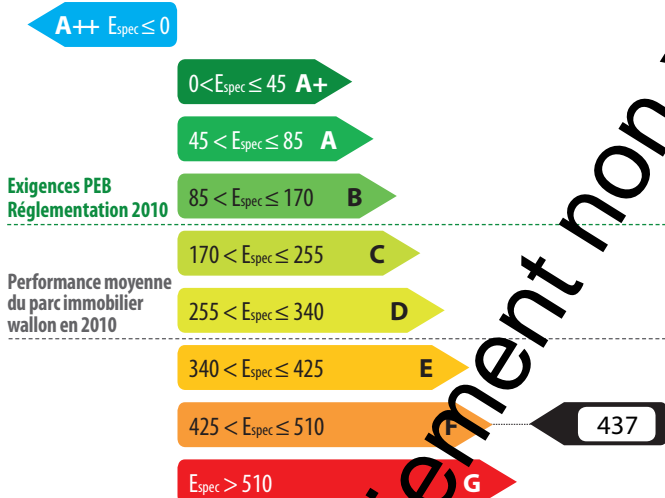 A++ Espec ≤ 0
0<Espec ≤ 45 A+
45 < Espec ≤ 85 A
Exigences PEB
Réglementation 2010
85 < Espec ≤ 170 B
170 < Espec ≤ 255 C
Performance moyenne
du parc immobilier
wallon en 2010
255 < Espec ≤ 340 D
340 < Espec ≤ 425 E
425 < Espec ≤ 510 F
437
Espec > 510 G
ement non